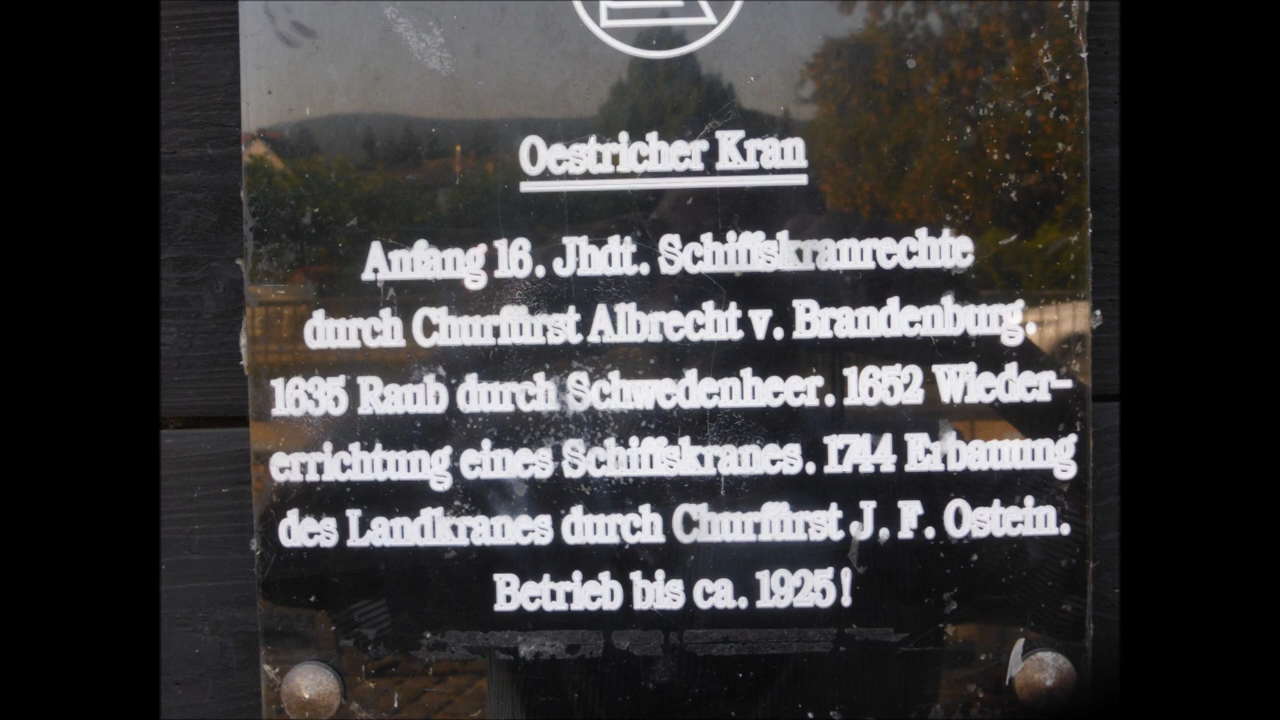 Oestricher Kran
Anfang 16. Jhdt. Schiffskranrechte
durch Churfürst Albrecht v. Brandenburg.
1635 Raub durch Schwedenheer. 1652 Wieder-
errichtung eines Schiffskranes. 1744 Erbauung
des Landkranes durch Churfürst J. F. Ostein.
Betrieb bis ca. 1925!